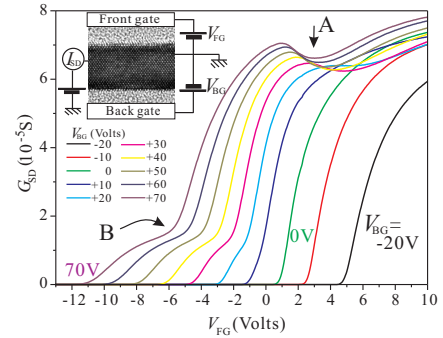 Front gate
V_FG
I_SD
V_BG
Back gate
A
V_BG (Volts)
-20 +30
-10 +40
0 +50
+10 +60
+20 +70
B
70V
0V
V_BG=
-20V
8
6
4
2
0
G_SD (10^-5S)
-12 -10 -8 -6 -4 -2 0 2 4 6 8 10
V_FG (Volts)